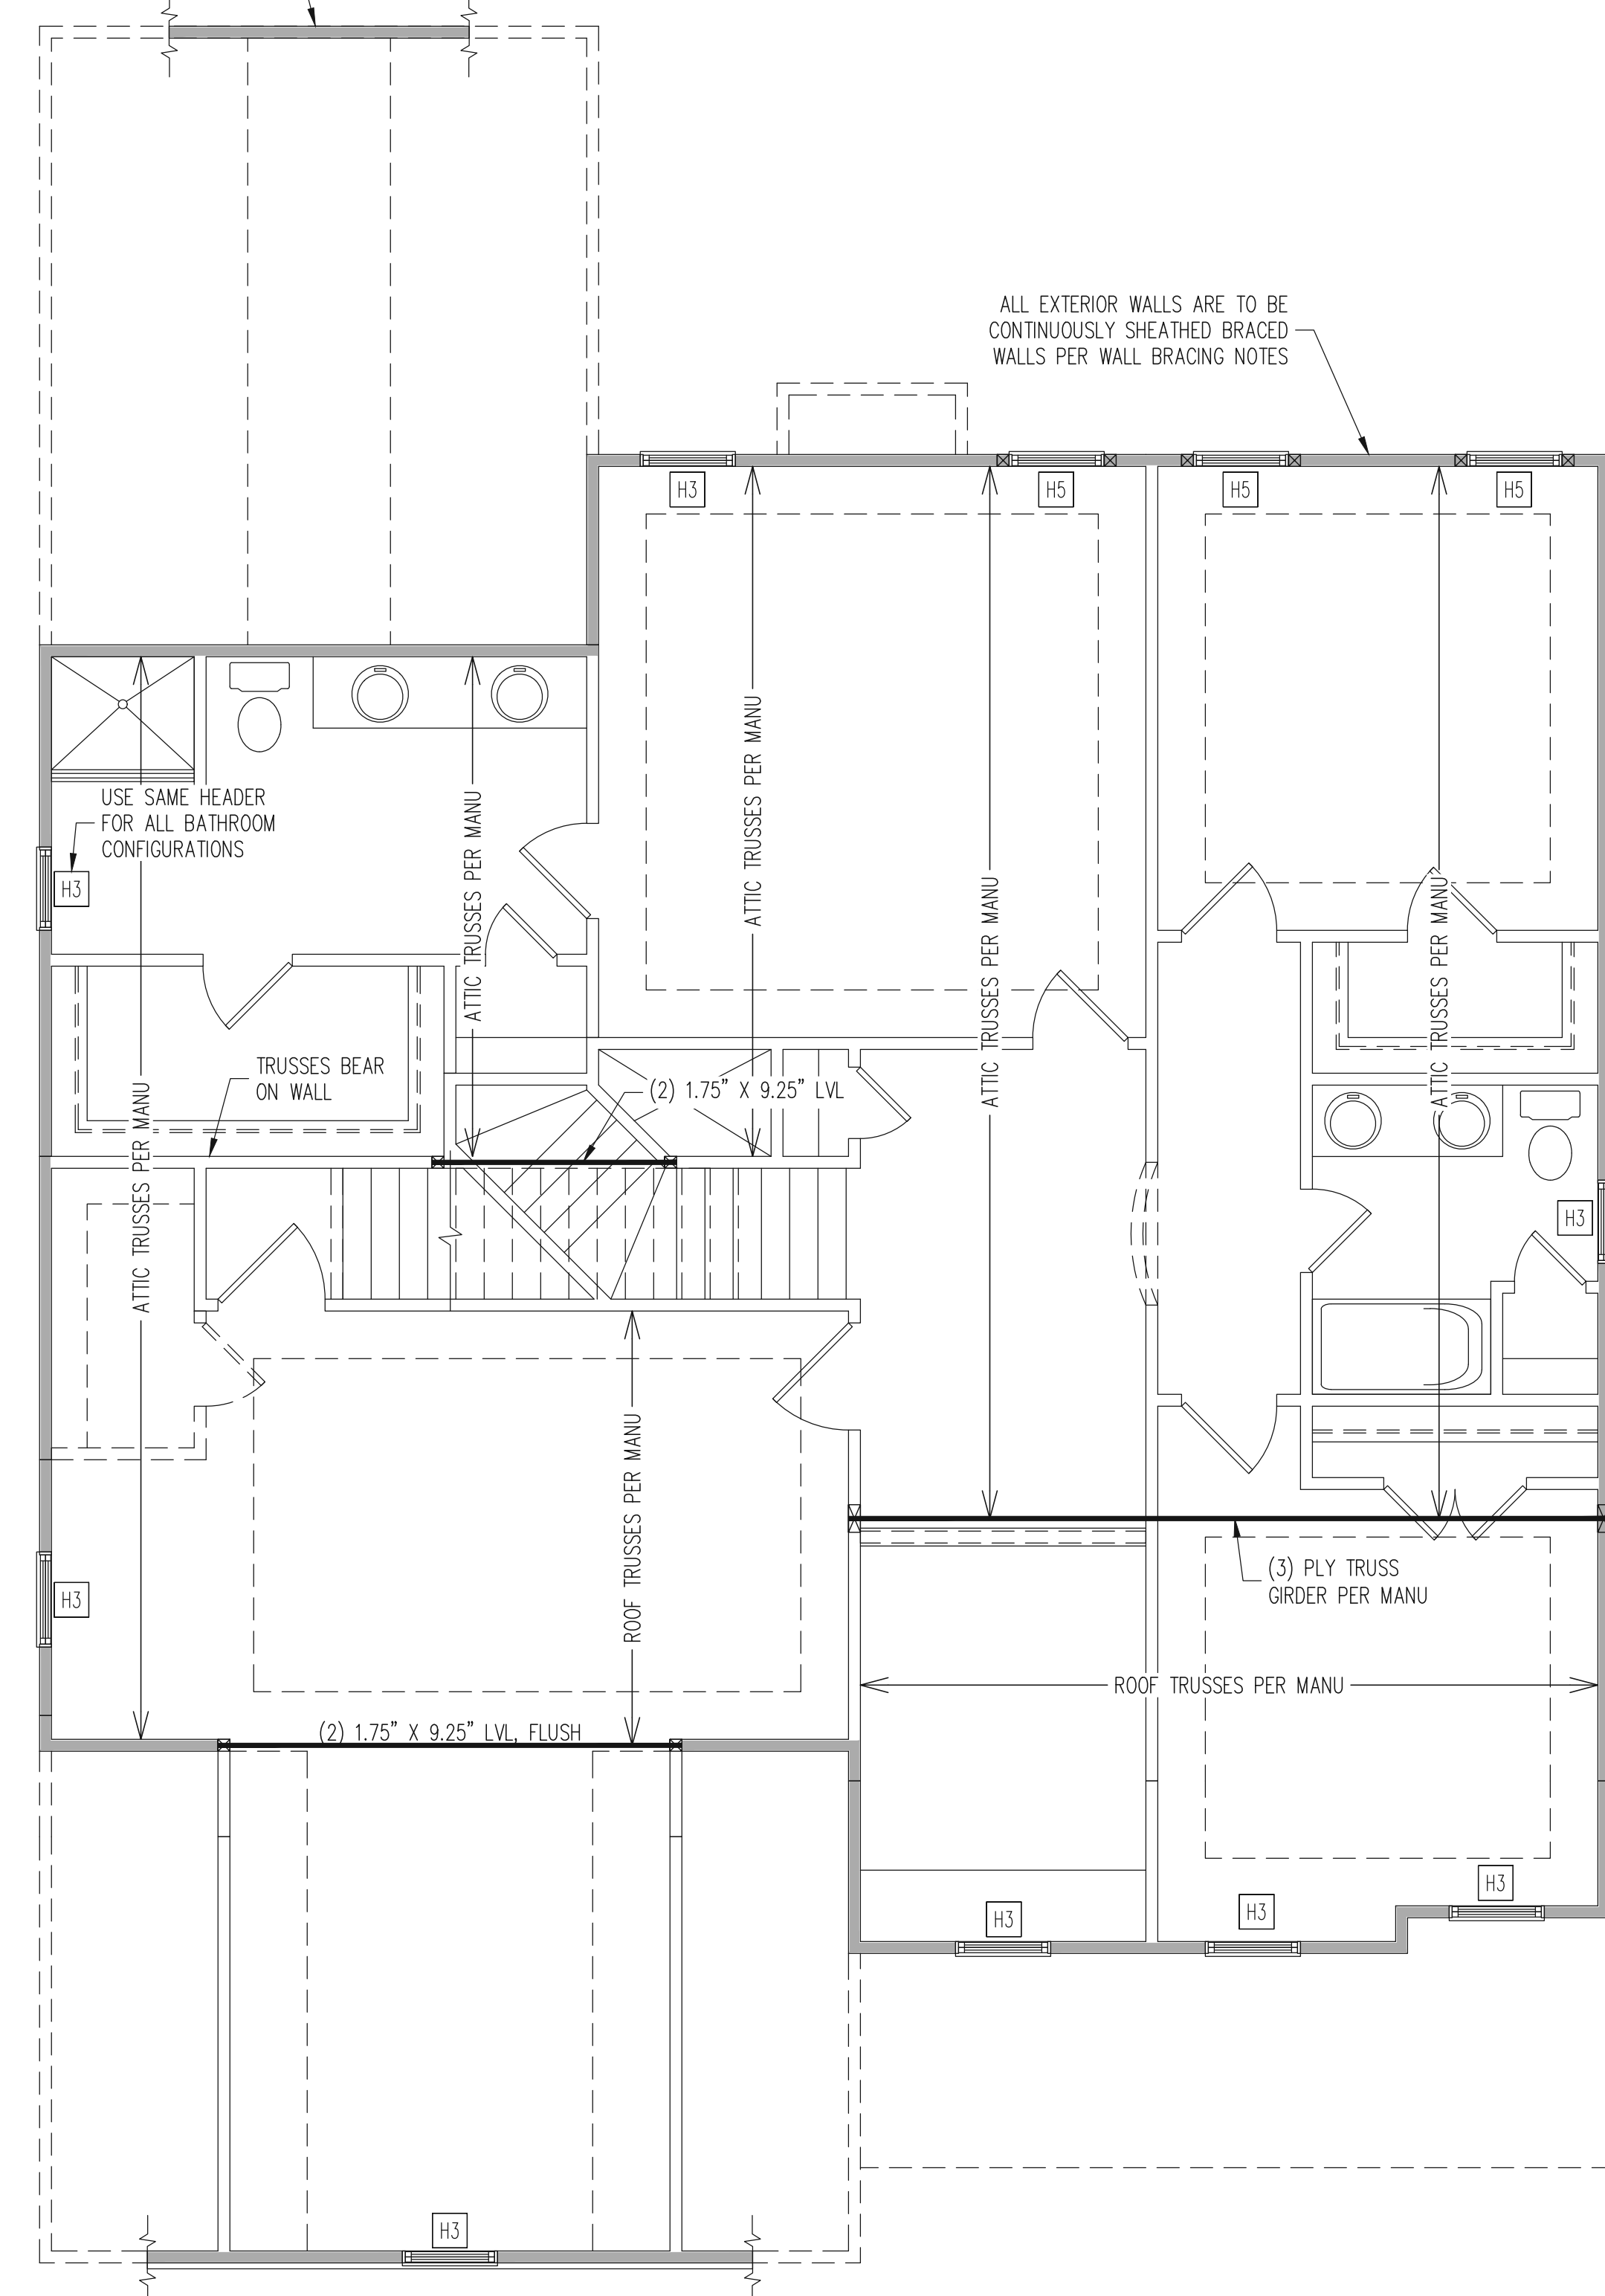 ALL EXTERIOR WALLS ARE TO BE
CONTINUOUSLY SHEATHED BRACED
WALLS PER WALL BRACING NOTES
H3
H5
H5
H5
ATTIC TRUSSES PER MANU
ATTIC TRUSSES PER MANU
ATTIC TRUSSES PER MANU
ATTIC TRUSSES PER MANU
ATTIC TRUSSES PER MANU
USE SAME HEADER
FOR ALL BATHROOM
CONFIGURATIONS
H3
TRUSSES BEAR
ON WALL
(2) 1.75" X 9.25" LVL
H3
ROOF TRUSSES PER MANU
(3) PLY TRUSS
GIRDER PER MANU
H3
ROOF TRUSSES PER MANU
(2) 1.75" X 9.25" LVL, FLUSH
H3
H3
H3
H3